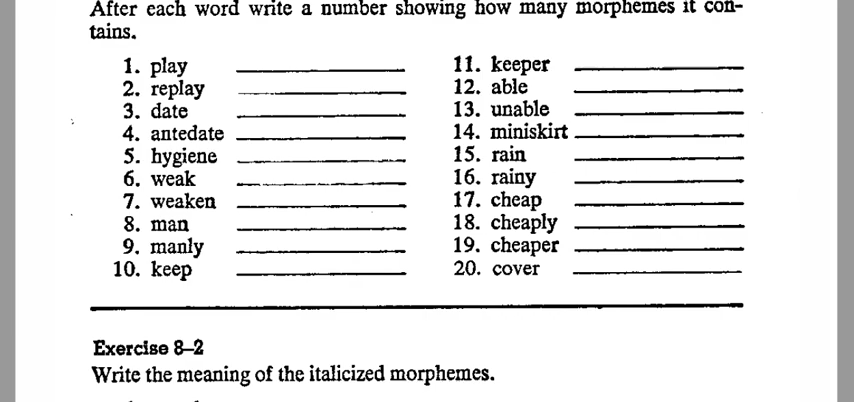 After each word write a number showing how many morphemes it con-
tains.
1. play
2. replay
3. date
4. antedate
5. hygiene
6. weak
7. weaken
8. man
9. manly
10. keep
11. keeper
12. able
13. unable
14. miniskirt
15. rain
16. rainy
17. cheap
18. cheaply
19. cheaper
20. cover
Exercise 8–2
Write the meaning of the italicized morphemes.